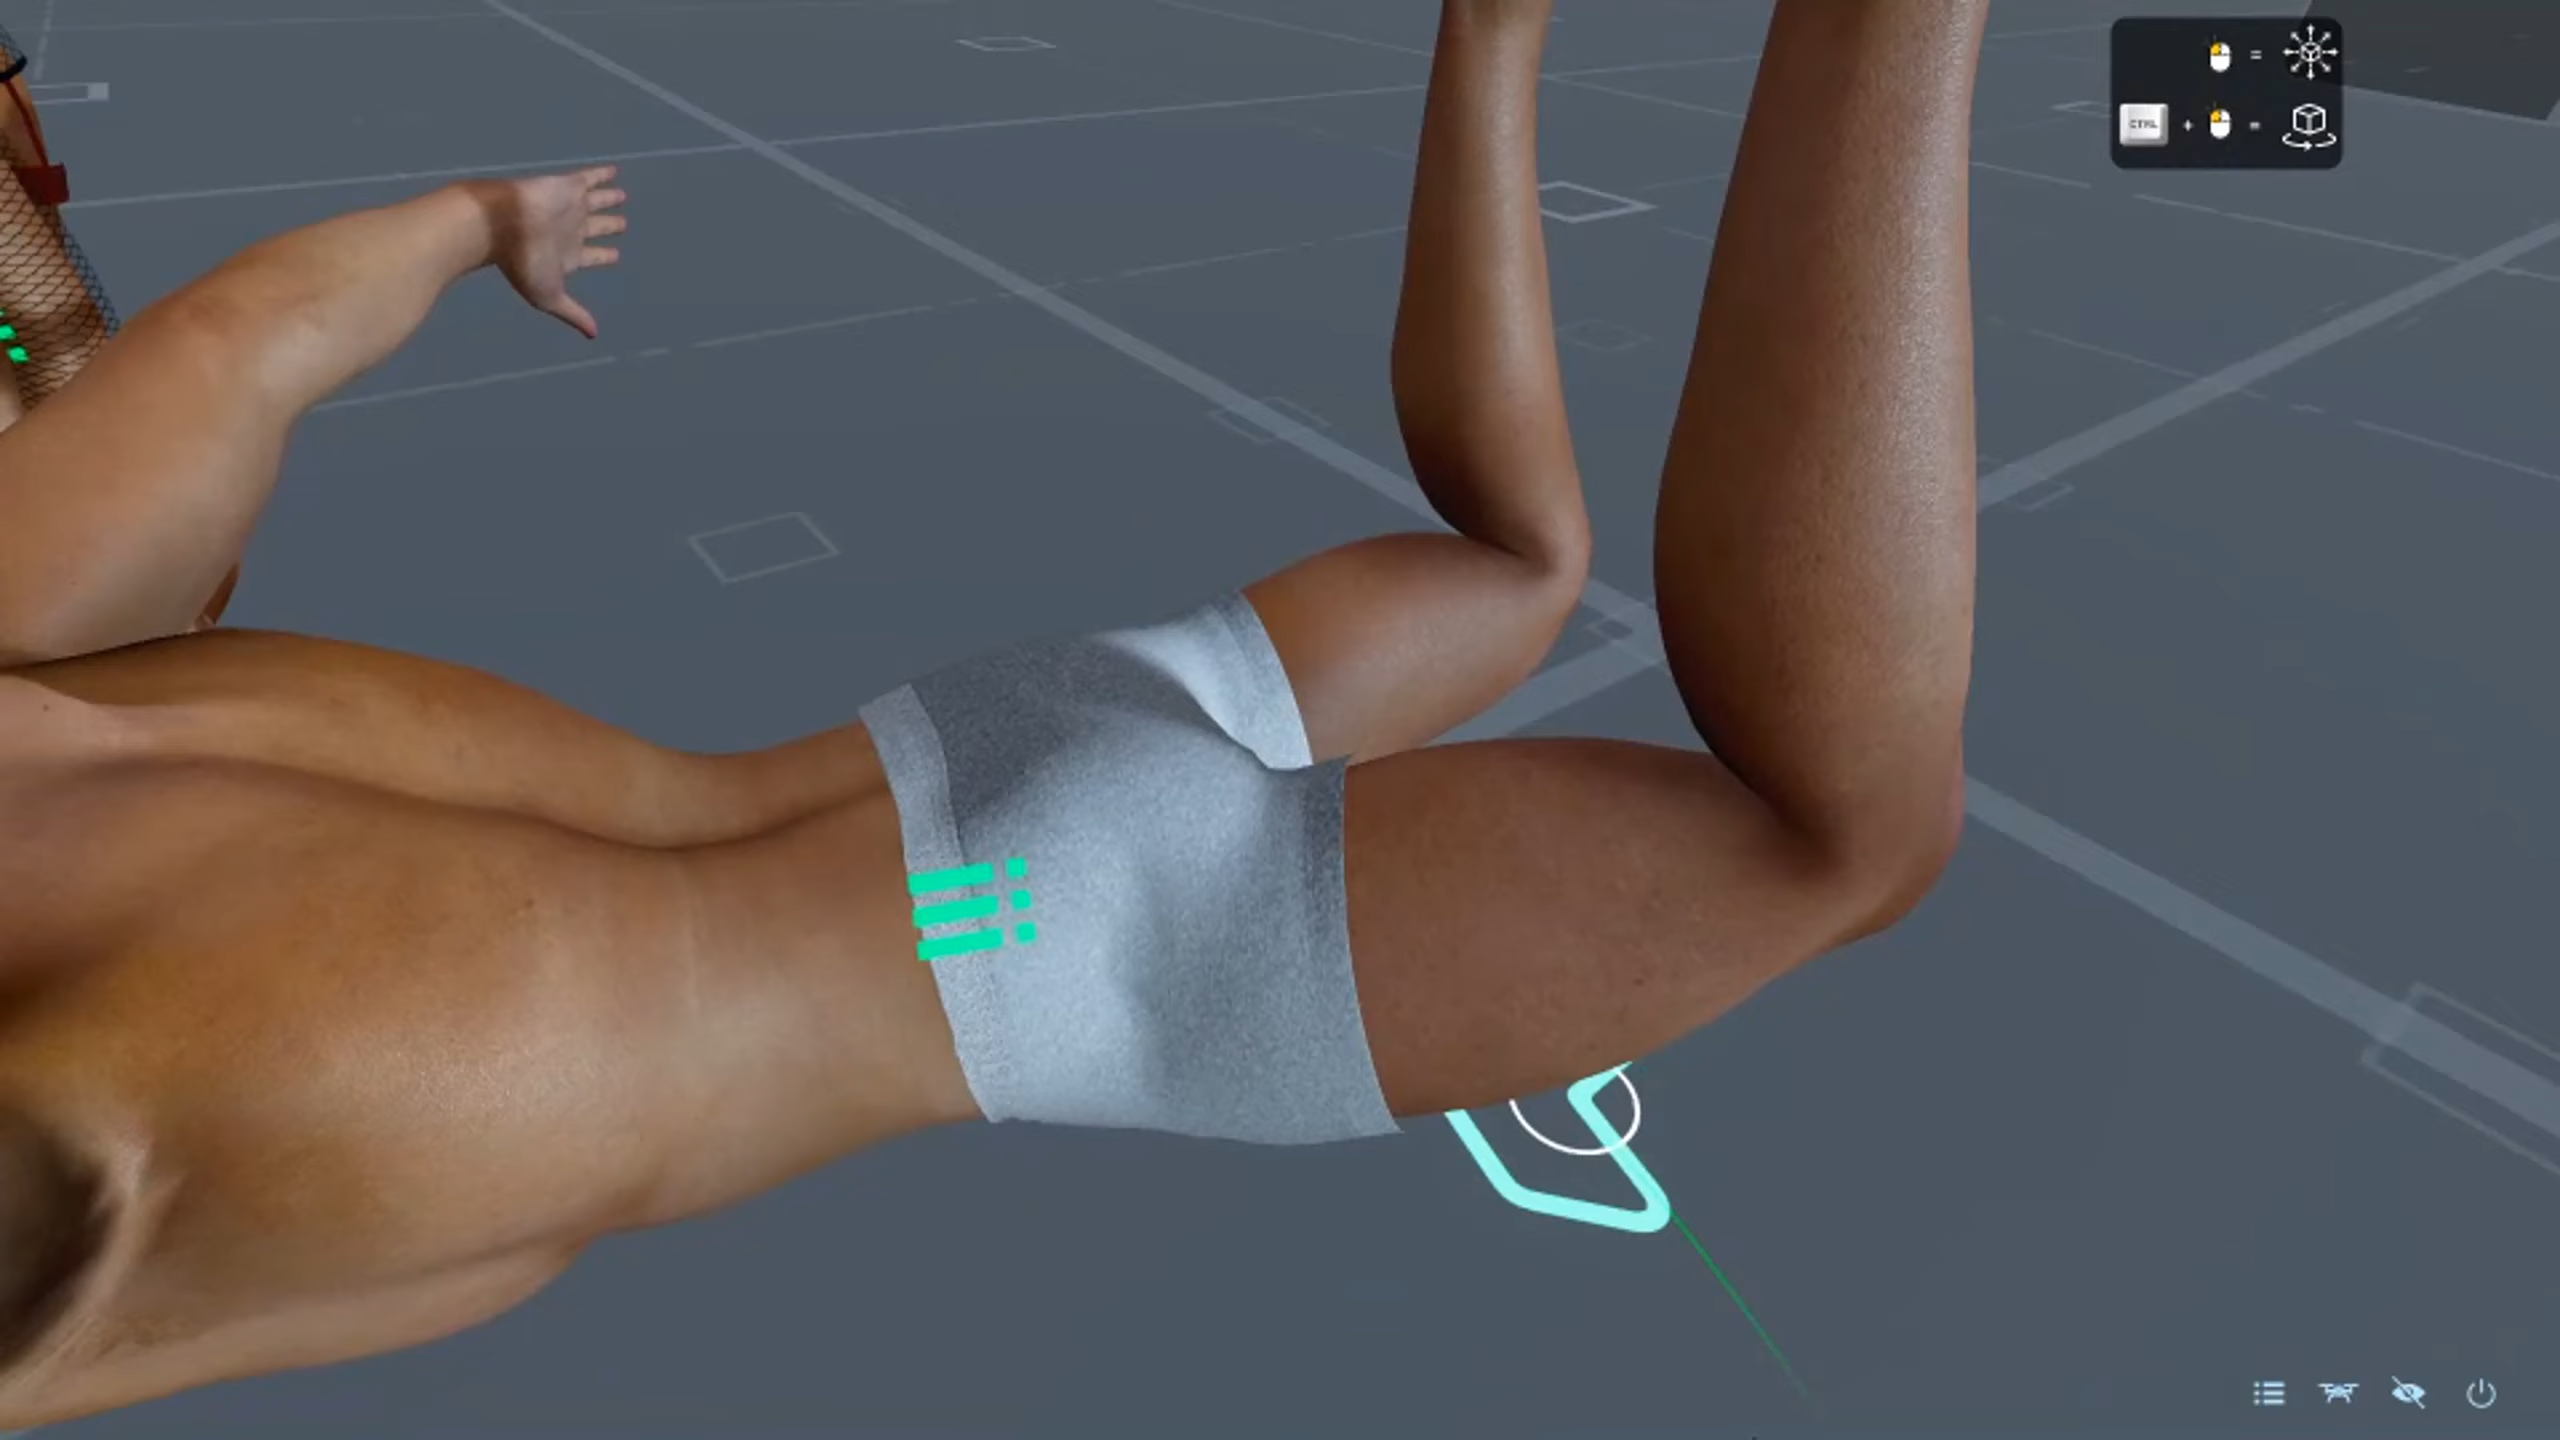 =
CTRL + =